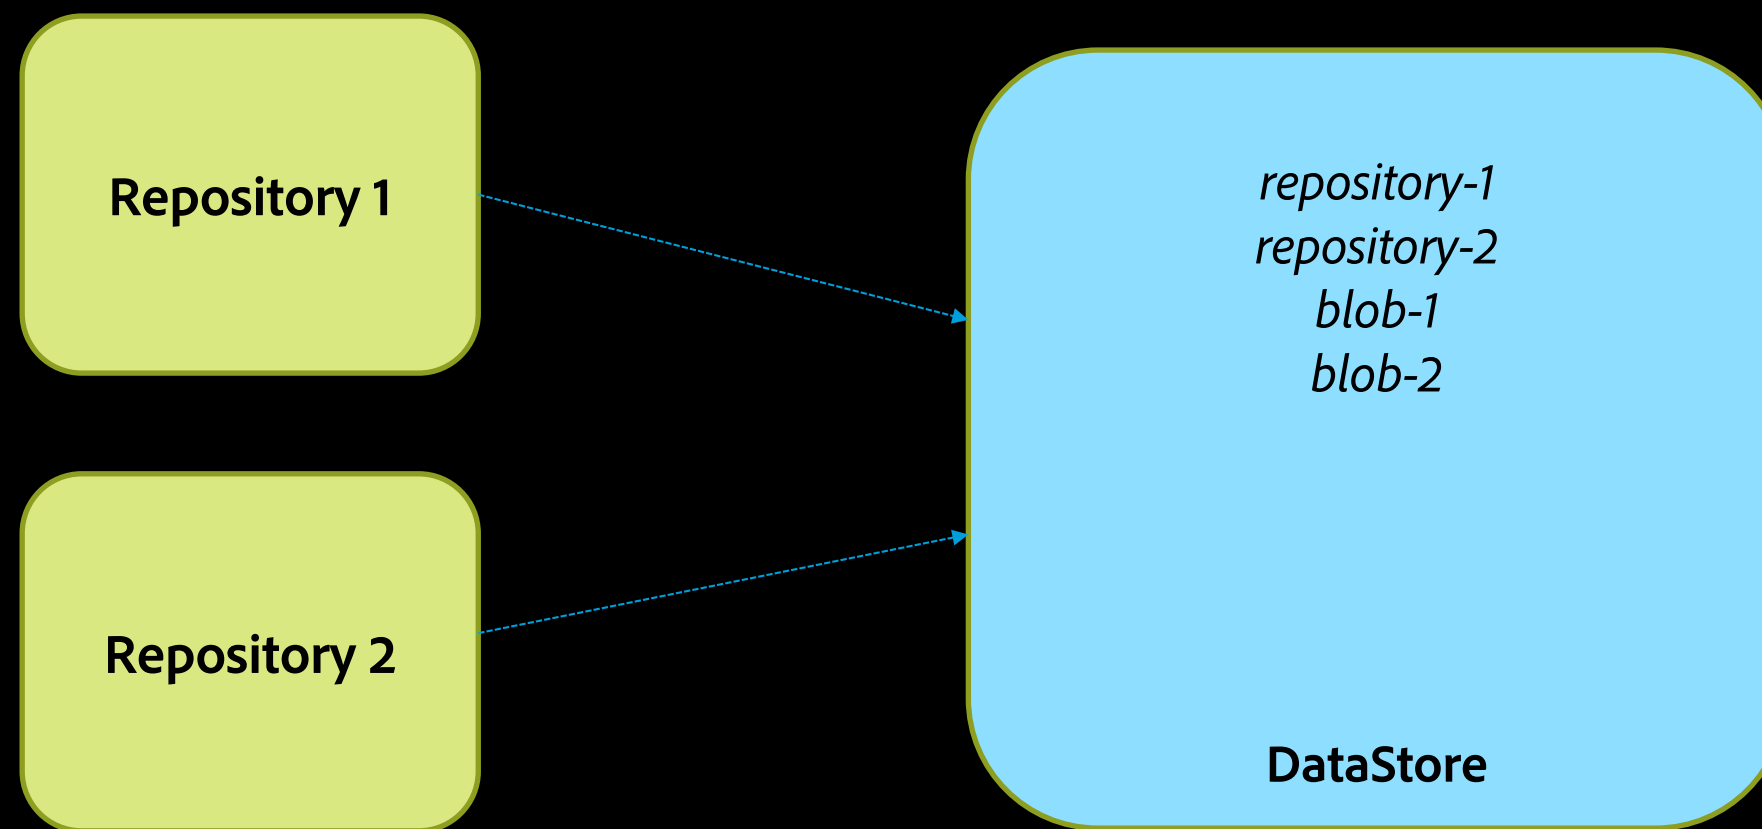 Repository 1
repository-1
repository-2
blob-1
blob-2
Repository 2
DataStore